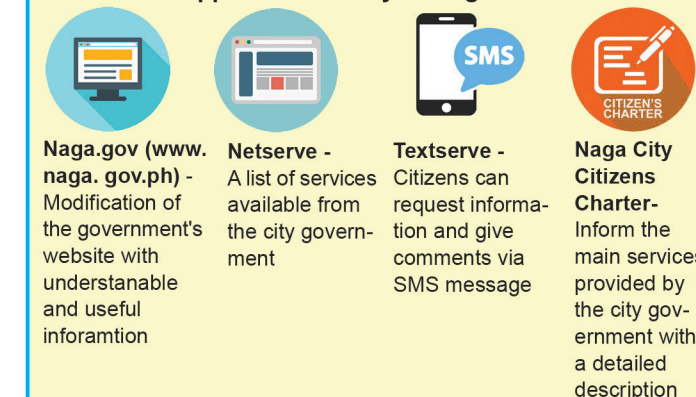 SMS
CITIZEN'S
CHARTER
Naga.gov (www.
naga. gov.ph) -
Modification of
the government's
website with
understanable
and useful
inforamtion
Netserve -
A list of services
available from
the city govern-
ment
Textserve -
Citizens can
request informa-
tion and give
comments via
SMS message
Naga City
Citizens
Charter-
Inform the
main services
provided by
the city gov-
ernment with
a detailed
description